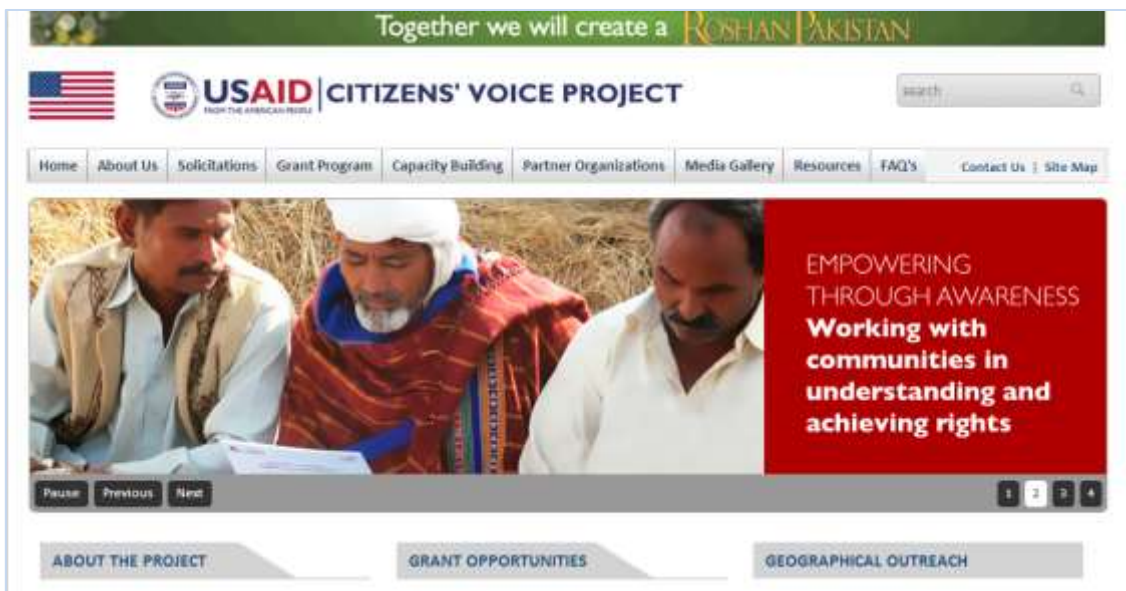 Together we will create a ROSHAN PAKISTAN
USAID CITIZENS' VOICE PROJECT
FROM THE AMERICAN PEOPLE
search
Home About Us Solicitations Grant Program Capacity Building Partner Organizations Media Gallery Resources FAQ's Contact Us | Site Map
EMPOWERING
THROUGH AWARENESS
Working with
communities in
understanding and
achieving rights
Pause Previous Next 1 2 3 4
ABOUT THE PROJECT GRANT OPPORTUNITIES GEOGRAPHICAL OUTREACH